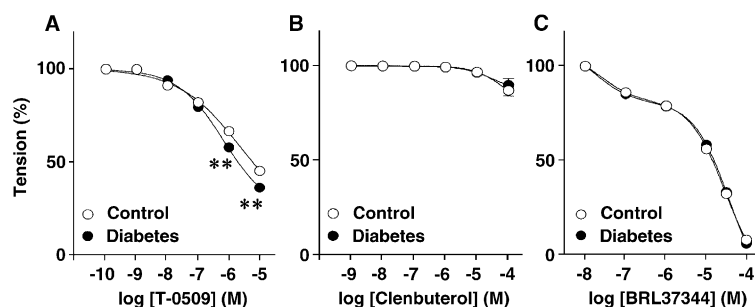 A
Tension (%)
100
50
0
**
**
Control
Diabetes
-10 -9 -8 -7 -6 -5
log [T-0509] (M)
B
100
50
0
Control
Diabetes
-9 -8 -7 -6 -5 -4
log [Clenbuterol] (M)
C
100
50
0
Control
Diabetes
-8 -7 -6 -5 -4
log [BRL37344] (M)